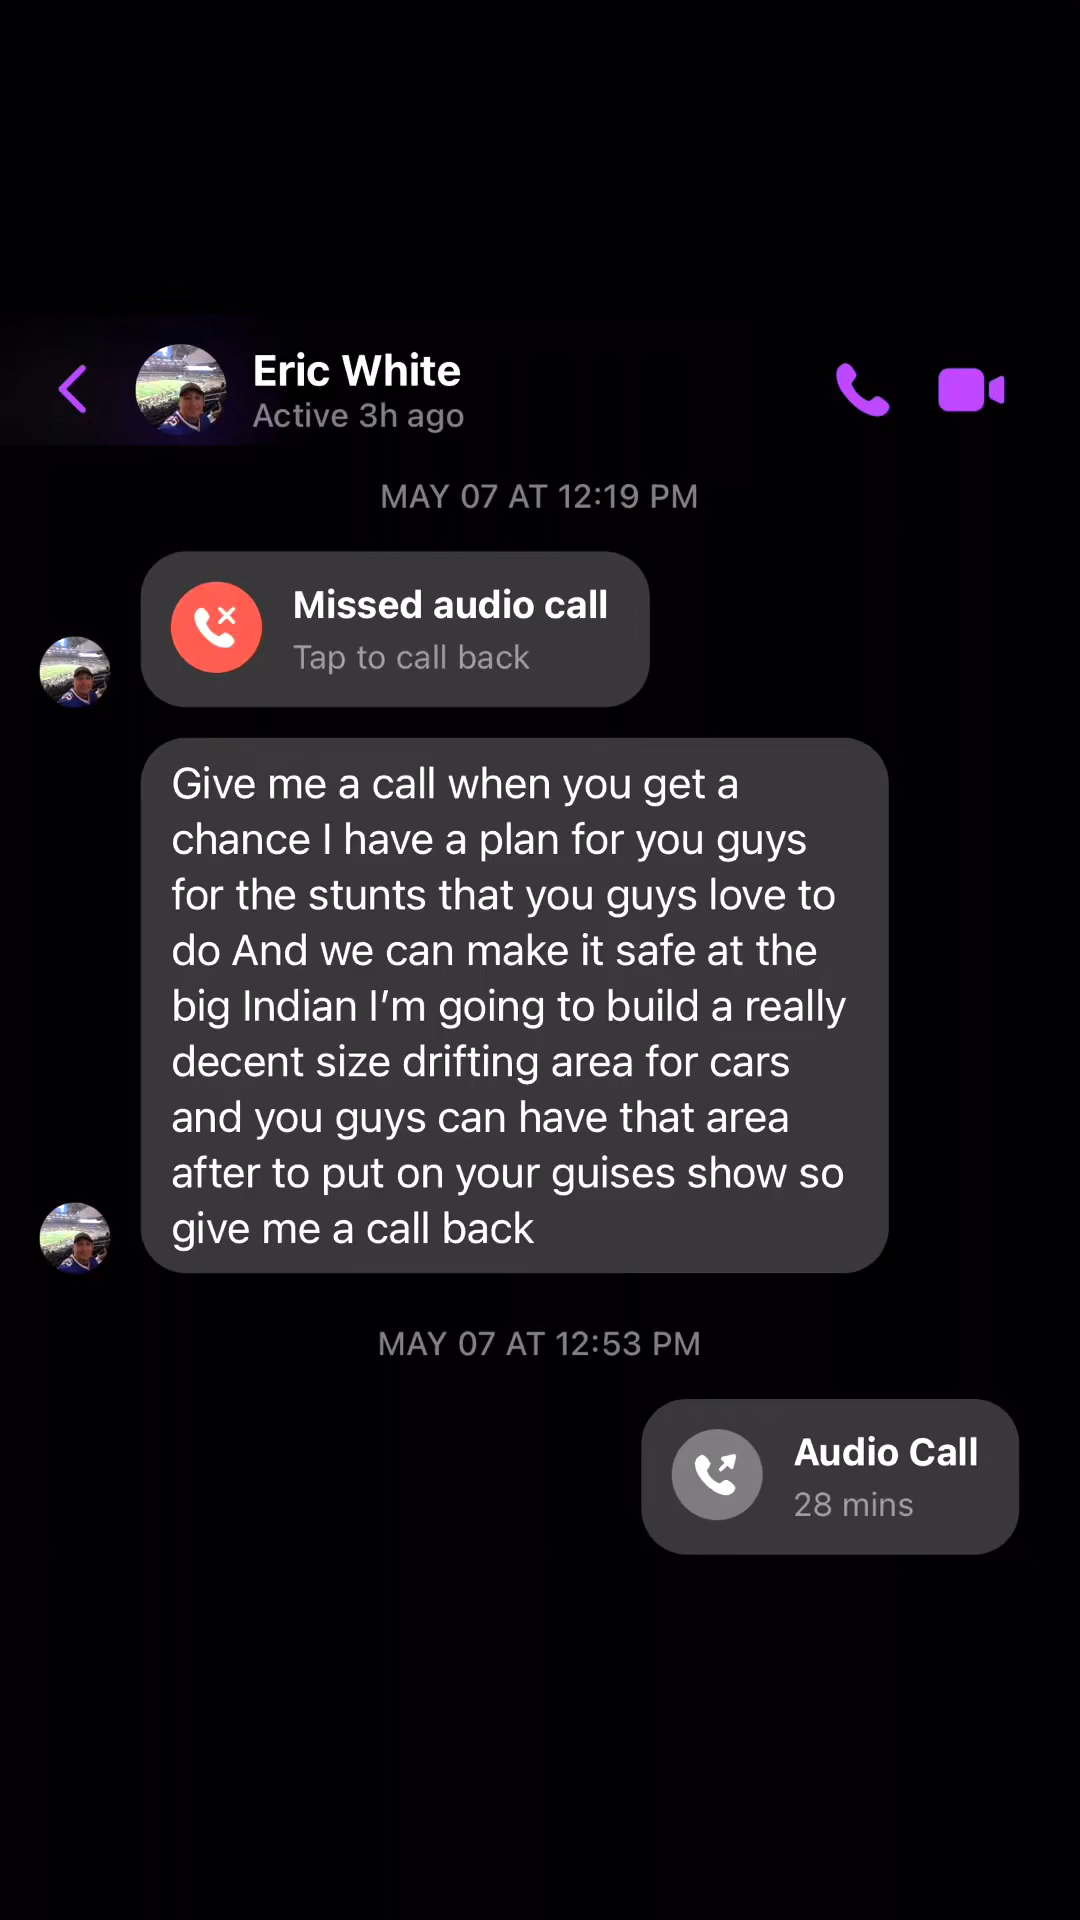 Eric White
Active 3h ago
MAY 07 AT 12:19 PM
Missed audio call
Tap to call back
Give me a call when you get a
chance I have a plan for you guys
for the stunts that you guys love to
do And we can make it safe at the
big Indian I’m going to build a really
decent size drifting area for cars
and you guys can have that area
after to put on your guises show so
give me a call back
MAY 07 AT 12:53 PM
Audio Call
28 mins